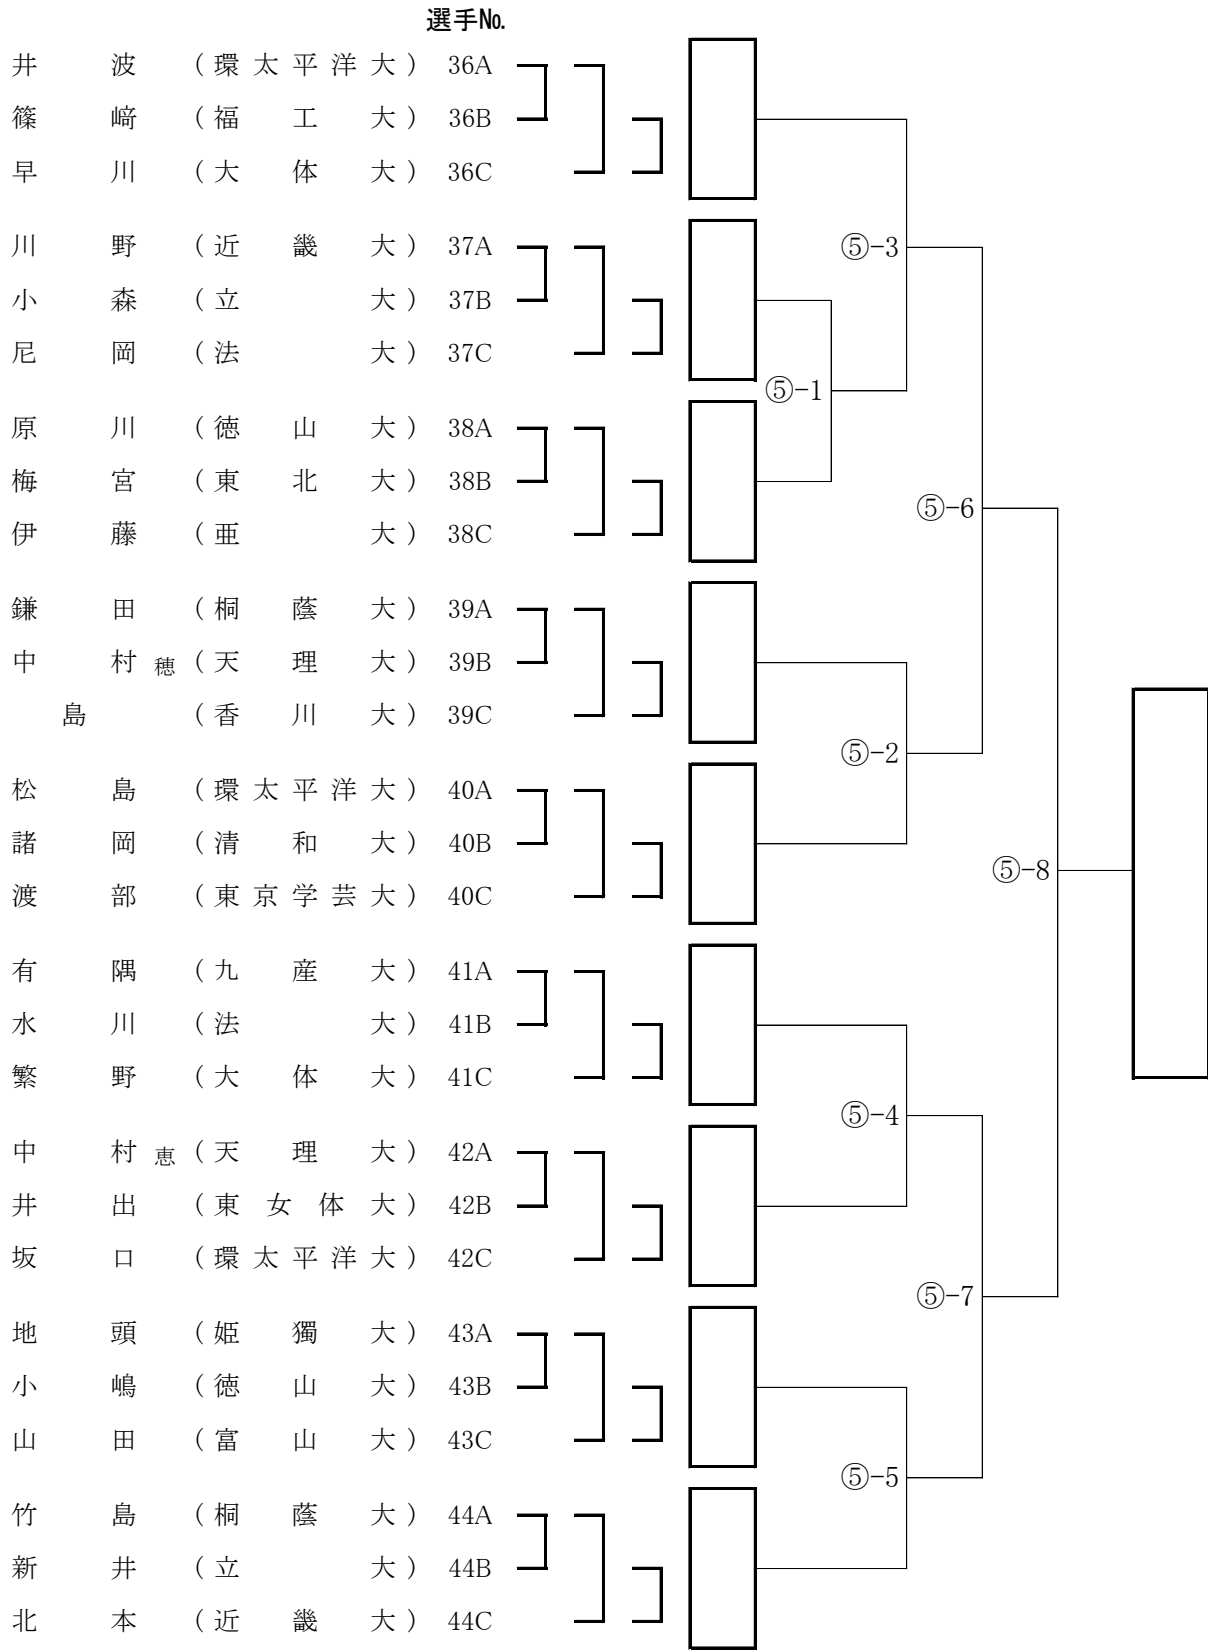 選手No.
井波（環太平洋大）36A
篠﨑（福工大）36B
早川（大体大）36C
川野（近畿大）37A
⑤-3
小森（立大）37B
尼岡（法大）37C
⑤-1
原川（徳山大）38A
梅宮（東北大）38B
⑤-6
伊藤（亜大）38C
鎌田（桐蔭大）39A
中村穂（天理大）39B
島（香川大）39C
⑤-2
松島（環太平洋大）40A
諸岡（清和大）40B
⑤-8
渡部（東京学芸大）40C
有隅（九産大）41A
水川（法大）41B
繁野（大体大）41C
⑤-4
中村恵（天理大）42A
井出（東女体大）42B
坂口（環太平洋大）42C
⑤-7
地頭（姫獨大）43A
小嶋（徳山大）43B
山田（富山大）43C
⑤-5
竹島（桐蔭大）44A
新井（立大）44B
北本（近畿大）44C